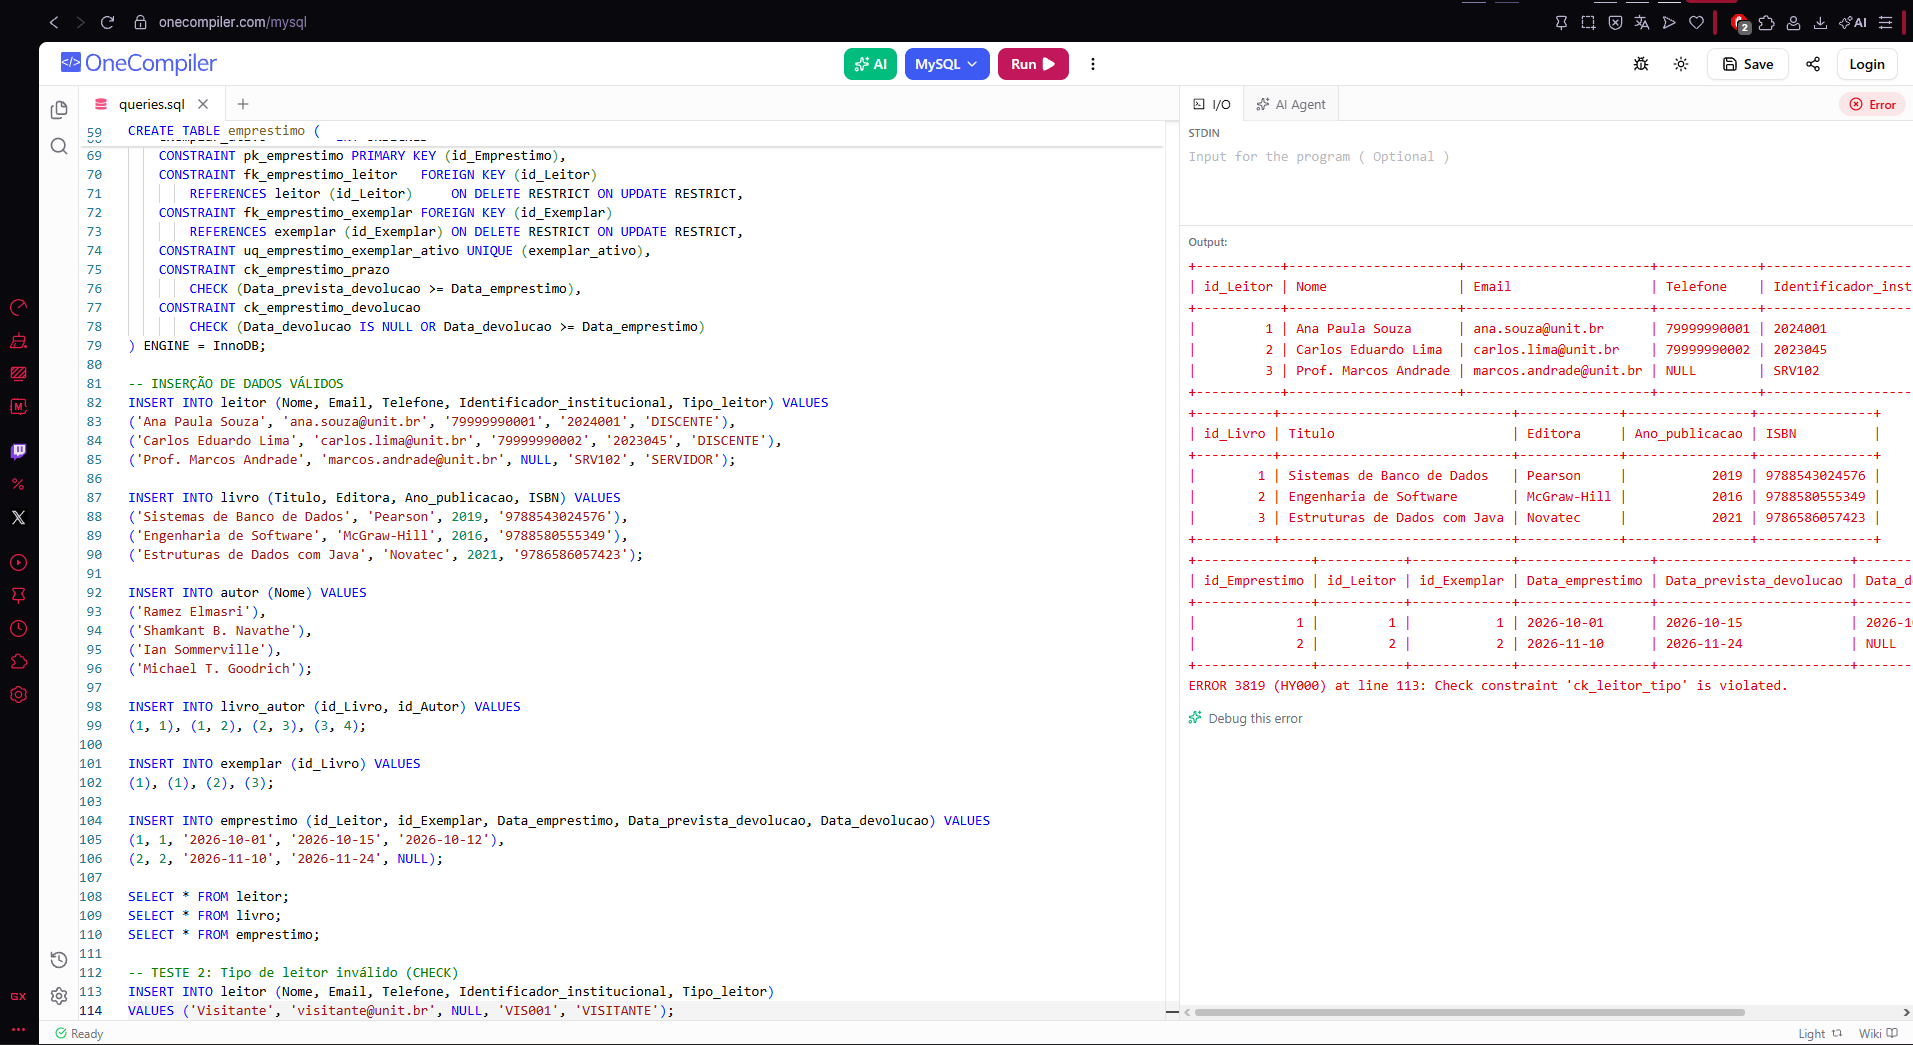 onecompiler.com/mysql
2
AI
</> OneCompiler
AI
MySQL
Run
Save
Login
queries.sql
I/O
AI Agent
Error
59 CREATE TABLE emprestimo (
69 CONSTRAINT pk_emprestimo PRIMARY KEY (id_Emprestimo),
70 CONSTRAINT fk_emprestimo_leitor FOREIGN KEY (id_Leitor)
71 REFERENCES leitor (id_Leitor) ON DELETE RESTRICT ON UPDATE RESTRICT,
72 CONSTRAINT fk_emprestimo_exemplar FOREIGN KEY (id_Exemplar)
73 REFERENCES exemplar (id_Exemplar) ON DELETE RESTRICT ON UPDATE RESTRICT,
74 CONSTRAINT uq_emprestimo_exemplar_ativo UNIQUE (exemplar_ativo),
75 CONSTRAINT ck_emprestimo_prazo
76 CHECK (Data_prevista_devolucao >= Data_emprestimo),
77 CONSTRAINT ck_emprestimo_devolucao
78 CHECK (Data_devolucao IS NULL OR Data_devolucao >= Data_emprestimo)
79 ) ENGINE = InnoDB;
80
81 -- INSERÇÃO DE DADOS VÁLIDOS
82 INSERT INTO leitor (Nome, Email, Telefone, Identificador_institucional, Tipo_leitor) VALUES
83 ('Ana Paula Souza', 'ana.souza@unit.br', '79999990001', '2024001', 'DISCENTE'),
84 ('Carlos Eduardo Lima', 'carlos.lima@unit.br', '79999990002', '2023045', 'DISCENTE'),
85 ('Prof. Marcos Andrade', 'marcos.andrade@unit.br', NULL, 'SRV102', 'SERVIDOR');
86
87 INSERT INTO livro (Titulo, Editora, Ano_publicacao, ISBN) VALUES
88 ('Sistemas de Banco de Dados', 'Pearson', 2019, '9788543024576'),
89 ('Engenharia de Software', 'McGraw-Hill', 2016, '9788580555349'),
90 ('Estruturas de Dados com Java', 'Novatec', 2021, '9786586057423');
91
92 INSERT INTO autor (Nome) VALUES
93 ('Ramez Elmasri'),
94 ('Shamkant B. Navathe'),
95 ('Ian Sommerville'),
96 ('Michael T. Goodrich');
97
98 INSERT INTO livro_autor (id_Livro, id_Autor) VALUES
99 (1, 1), (1, 2), (2, 3), (3, 4);
100
101 INSERT INTO exemplar (id_Livro) VALUES
102 (1), (1), (2), (3);
103
104 INSERT INTO emprestimo (id_Leitor, id_Exemplar, Data_emprestimo, Data_prevista_devolucao, Data_devolucao) VALUES
105 (1, 1, '2026-10-01', '2026-10-15', '2026-10-12'),
106 (2, 2, '2026-11-10', '2026-11-24', NULL);
107
108 SELECT * FROM leitor;
109 SELECT * FROM livro;
110 SELECT * FROM emprestimo;
111
112 -- TESTE 2: Tipo de leitor inválido (CHECK)
113 INSERT INTO leitor (Nome, Email, Telefone, Identificador_institucional, Tipo_leitor)
114 VALUES ('Visitante', 'visitante@unit.br', NULL, 'VIS001', 'VISITANTE');
STDIN
Input for the program ( Optional )
Output:
+-----------+----------------------+------------------------+-------------+-------------------
| id_Leitor | Nome | Email | Telefone | Identificador_inst
+-----------+----------------------+------------------------+-------------+-------------------
| 1 | Ana Paula Souza | ana.souza@unit.br | 79999990001 | 2024001
| 2 | Carlos Eduardo Lima | carlos.lima@unit.br | 79999990002 | 2023045
| 3 | Prof. Marcos Andrade | marcos.andrade@unit.br | NULL | SRV102
+-----------+----------------------+------------------------+-------------+-------------------
+----------+------------------------------+-------------+----------------+---------------+
| id_Livro | Titulo | Editora | Ano_publicacao | ISBN |
+----------+------------------------------+-------------+----------------+---------------+
| 1 | Sistemas de Banco de Dados | Pearson | 2019 | 9788543024576 |
| 2 | Engenharia de Software | McGraw-Hill | 2016 | 9788580555349 |
| 3 | Estruturas de Dados com Java | Novatec | 2021 | 9786586057423 |
+----------+------------------------------+-------------+----------------+---------------+
+---------------+-----------+-------------+-----------------+-------------------------+-------
| id_Emprestimo | id_Leitor | id_Exemplar | Data_emprestimo | Data_prevista_devolucao | Data_d
+---------------+-----------+-------------+-----------------+-------------------------+-------
| 1 | 1 | 1 | 2026-10-01 | 2026-10-15 | 2026-10
| 2 | 2 | 2 | 2026-11-10 | 2026-11-24 | NULL
+---------------+-----------+-------------+-----------------+-------------------------+-------
ERROR 3819 (HY000) at line 113: Check constraint 'ck_leitor_tipo' is violated.
Debug this error
GX
Ready
Light
Wiki